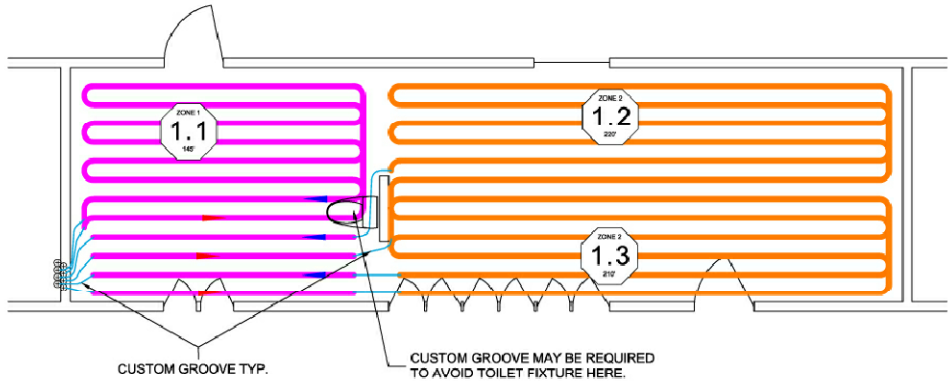 ZONE 1
1.1
145'
ZONE 2
1.2
220'
ZONE 2
1.3
210'
CUSTOM GROOVE TYP.
CUSTOM GROOVE MAY BE REQUIRED
TO AVOID TOILET FIXTURE HERE.